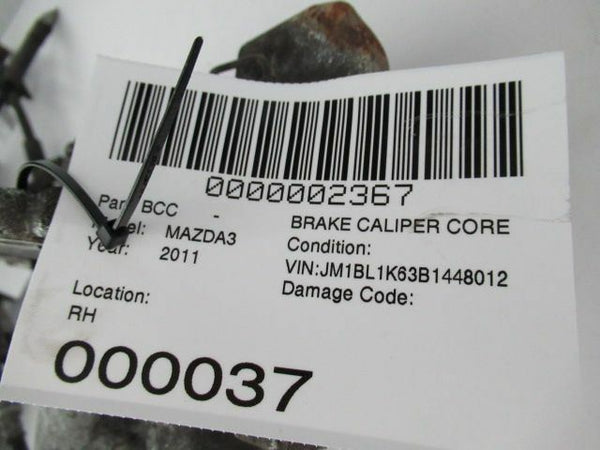 0000002367
Part: BCC - BRAKE CALIPER CORE
Model: MAZDA3 Condition:
Year: 2011 VIN:JM1BL1K63B1448012
Damage Code:
Location:
RH
000037